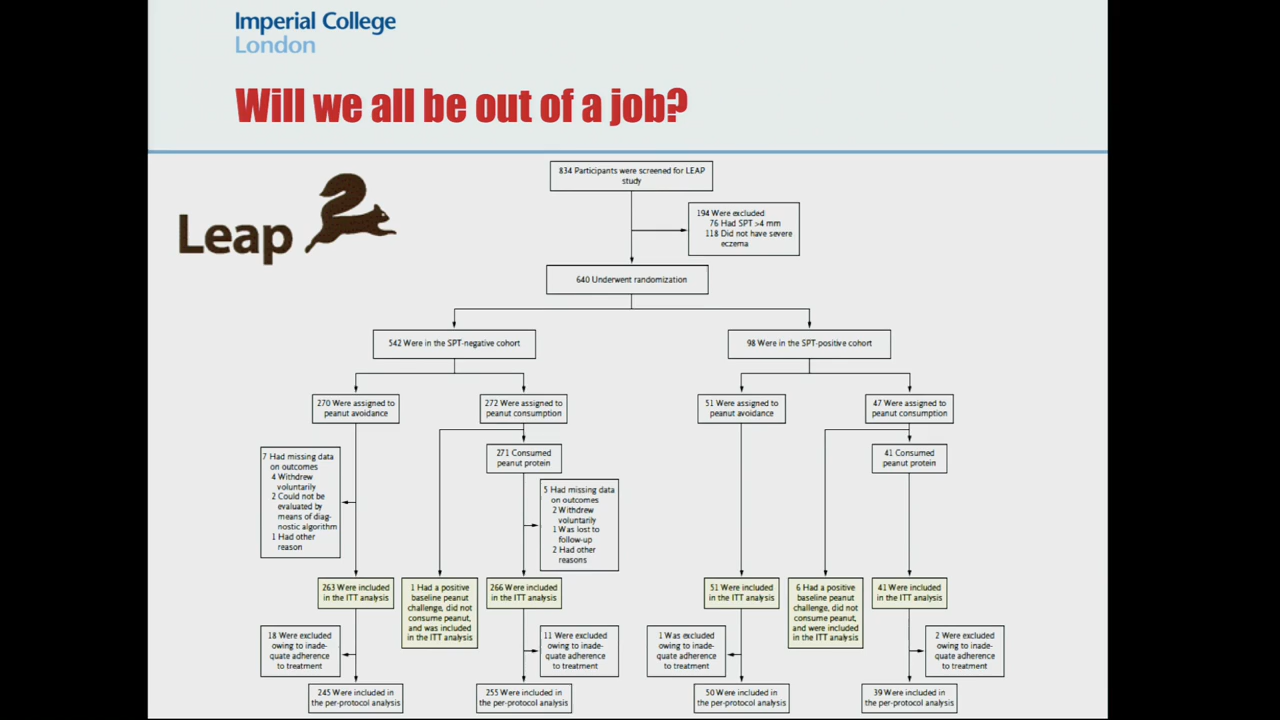 Imperial College
London
Will we all be out of a job?
Leap
834 Participants were screened for LEAP
study
194 Were excluded
76 Had SPT >4 mm
118 Did not have severe
eczema
640 Underwent randomization
542 Were in the SPT-negative cohort
98 Were in the SPT-positive cohort
270 Were assigned to
peanut avoidance
272 Were assigned to
peanut consumption
51 Were assigned to
peanut avoidance
47 Were assigned to
peanut consumption
271 Consumed
peanut protein
41 Consumed
peanut protein
7 Had missing data
on outcomes
4 Withdrew
voluntarily
2 Could not be
evaluated by
means of diag-
nostic algorithm
1 Had other
reason
5 Had missing data
on outcomes
2 Withdrew
voluntarily
1 Was lost to
follow-up
2 Had other
reasons
263 Were included
in the ITT analysis
1 Had a positive
baseline peanut
challenge, did not
consume peanut,
and was included
in the ITT analysis
266 Were included
in the ITT analysis
51 Were included
in the ITT analysis
6 Had a positive
baseline peanut
challenge, did not
consume peanut,
and were included
in the ITT analysis
41 Were included
in the ITT analysis
18 Were excluded
owing to inade-
quate adherence
to treatment
11 Were excluded
owing to inade-
quate adherence
to treatment
1 Was excluded
owing to inade-
quate adherence
to treatment
2 Were excluded
owing to inade-
quate adherence
to treatment
245 Were included in
the per-protocol analysis
255 Were included in
the per-protocol analysis
50 Were included in
the per-protocol analysis
39 Were included in
the per-protocol analysis